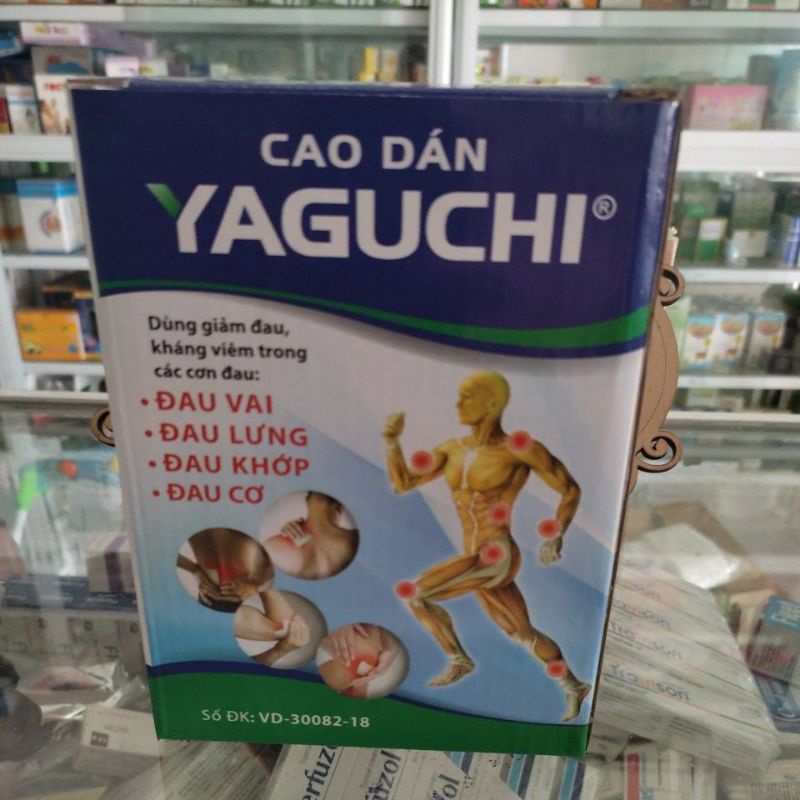 CAO DÁN
YAGUCHI®
Dùng giảm đau,
kháng viêm trong
các cơn đau:
• ĐAU VAI
• ĐAU LƯNG
• ĐAU KHỚP
• ĐAU CƠ
Số ĐK: VD-30082-18